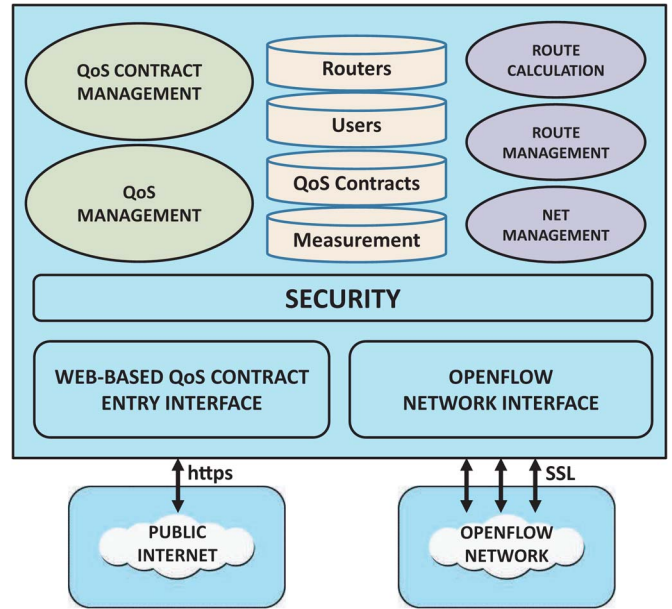 QoS CONTRACT
MANAGEMENT
QoS
MANAGEMENT
Routers
Users
QoS Contracts
Measurement
ROUTE
CALCULATION
ROUTE
MANAGEMENT
NET
MANAGEMENT
SECURITY
WEB-BASED QoS CONTRACT
ENTRY INTERFACE
OPENFLOW
NETWORK INTERFACE
https
SSL
PUBLIC
INTERNET
OPENFLOW
NETWORK